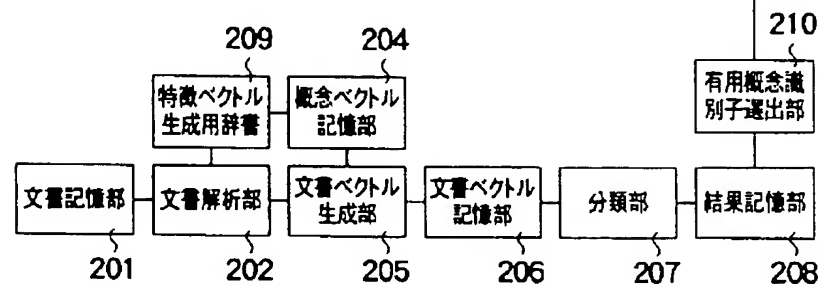 209
204
210
特徴ベクトル
生成用辞書
概念ベクトル
記憶部
有用概念識
別子選出部
文書記憶部
文書解析部
文書ベクトル
生成部
文書ベクトル
記憶部
分類部
結果記憶部
201
202
205
206
207
208